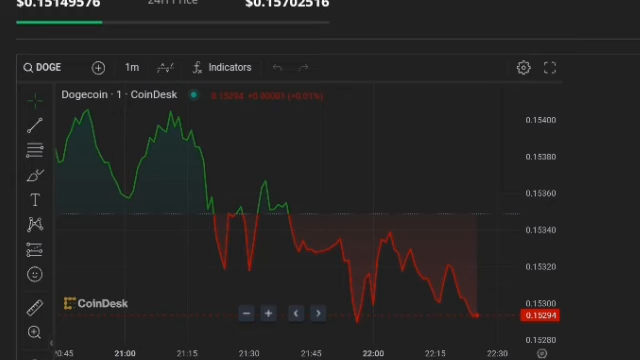 $0.15149576 24H Price $0.15702516
DOGE 1m Indicators
Dogecoin · 1 · CoinDesk 0.15294 +0.00001 (+0.01%)
0.15400
0.15380
0.15360
0.15340
0.15320
0.15300
CoinDesk
0.15294
0.15280
0:45 21:00 21:15 21:30 21:45 22:00 22:15 22:30